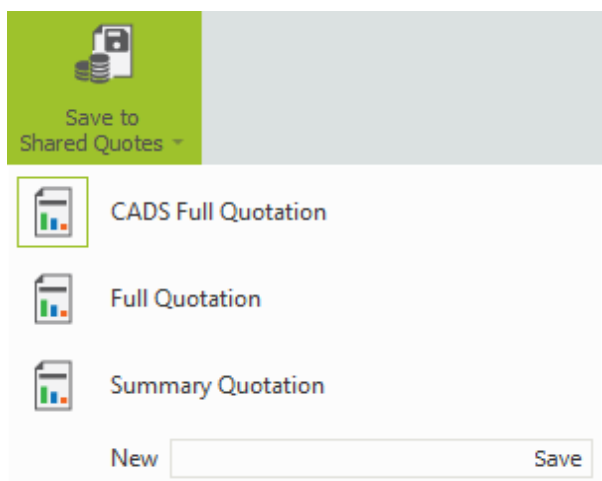 Save to
Shared Quotes
CADS Full Quotation
Full Quotation
Summary Quotation
New Save